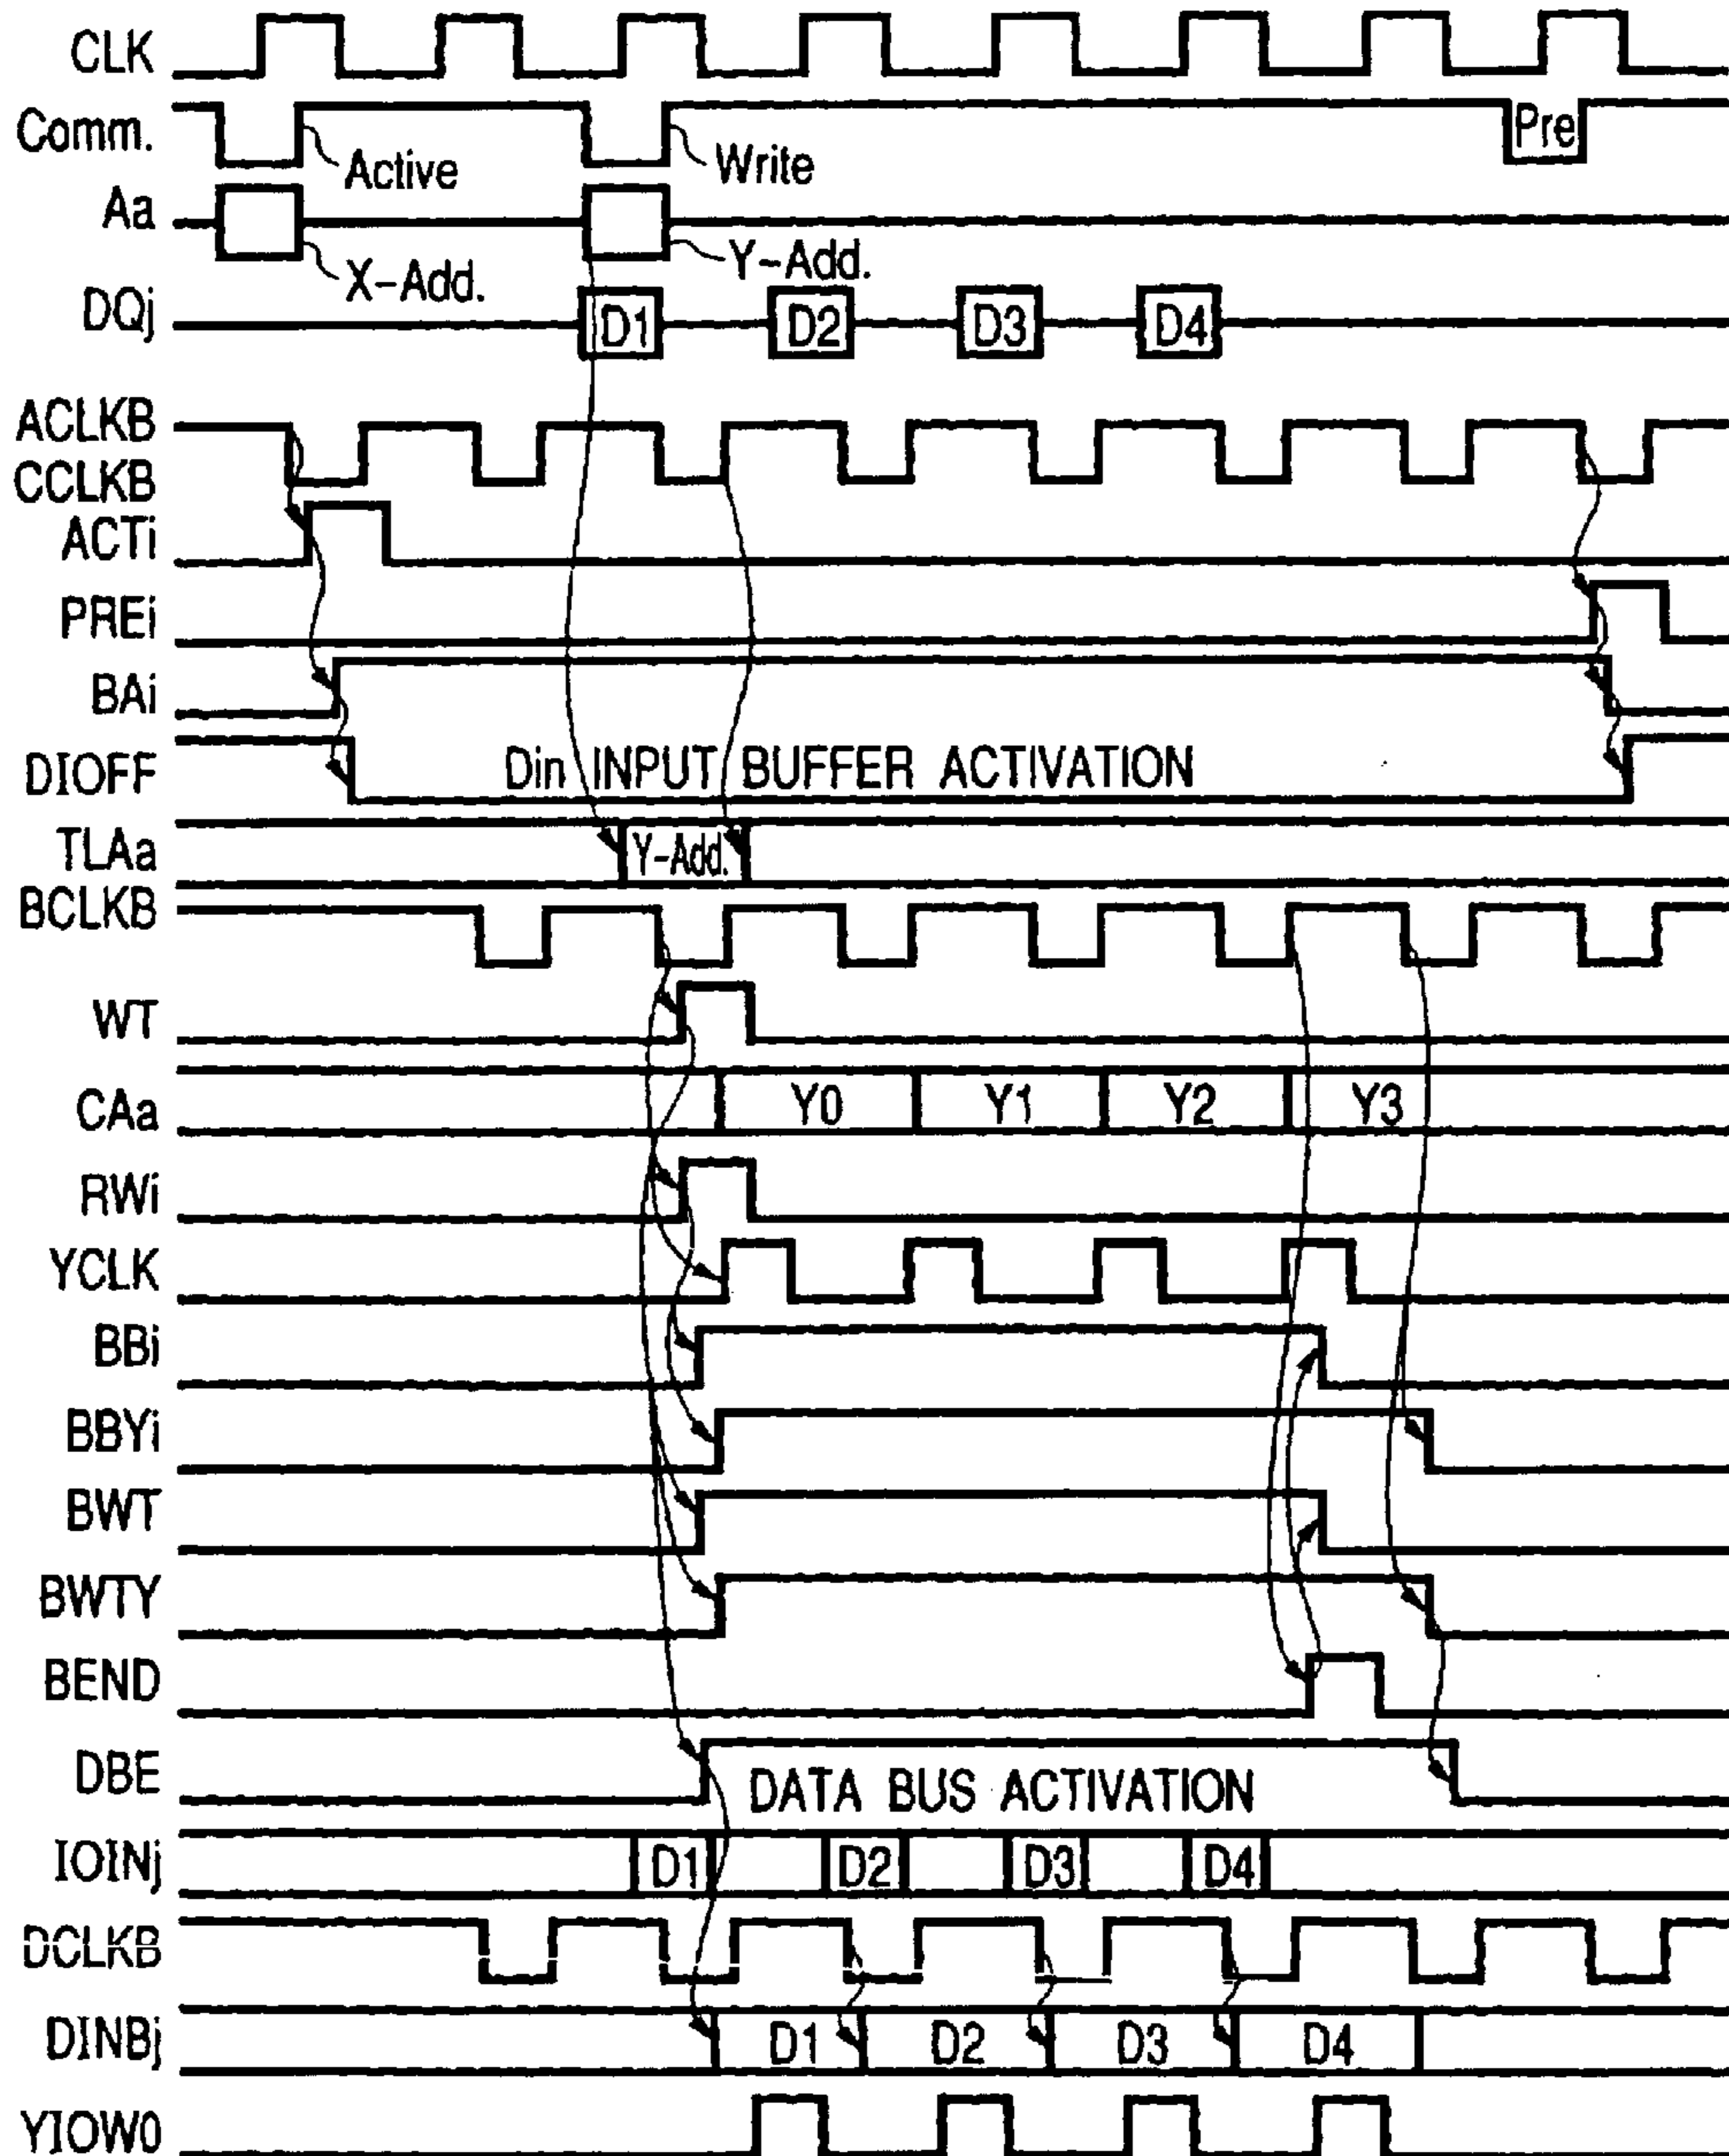 CLK
Comm.
Active
Write
Pre
Aa
X-Add.
Y-Add.
DQj
D1 D2 D3 D4
ACLKB
CCLKB
ACTi
PREi
BAi
DIOFF
Din INPUT BUFFER ACTIVATION
TLAa
Y-Add.
BCLKB
WT
CAa
Y0 Y1 Y2 Y3
RWi
YCLK
BBi
BBYi
BWT
BWTY
BEND
DBE
DATA BUS ACTIVATION
IOINj
D1 D2 D3 D4
DCLKB
DINBj
D1 D2 D3 D4
YIOW0